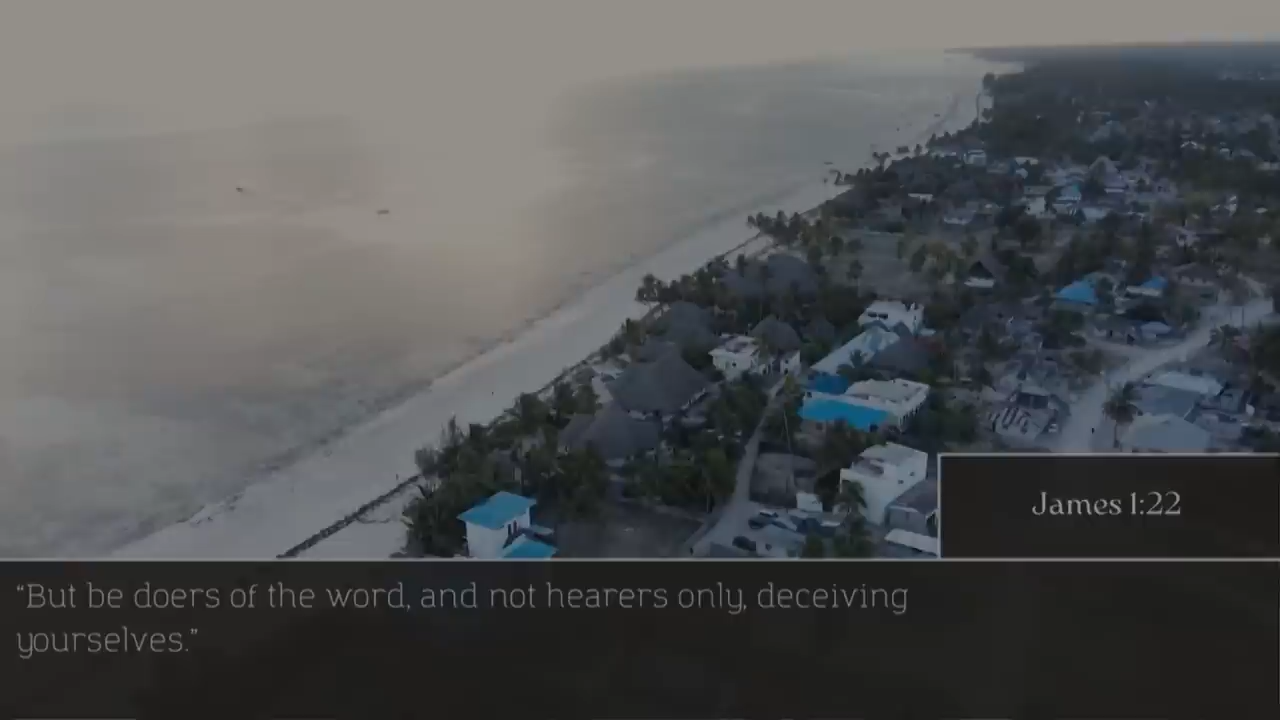 James 1:22
“But be doers of the word, and not hearers only, deceiving
yourselves.”